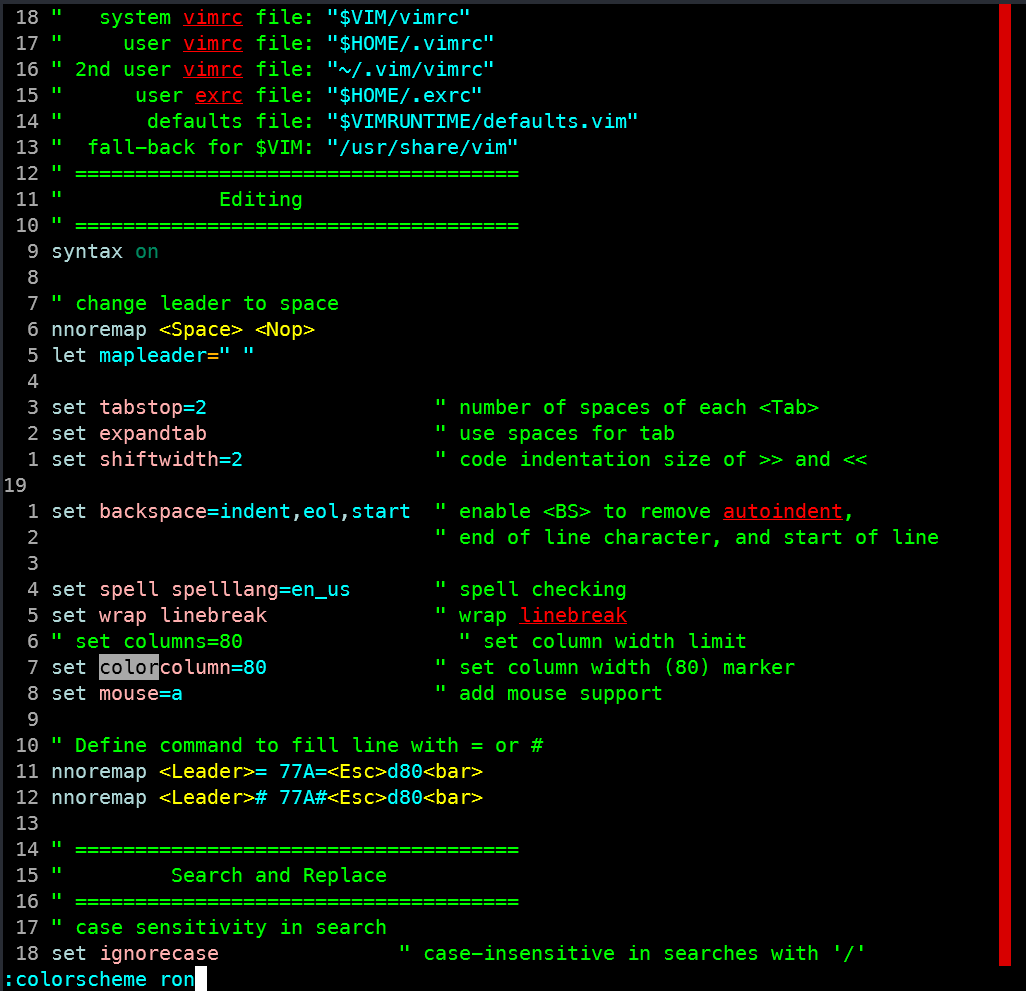 18 "   system vimrc file: "$VIM/vimrc"
17 "     user vimrc file: "$HOME/.vimrc"
16 " 2nd user vimrc file: "~/.vim/vimrc"
15 "      user exrc file: "$HOME/.exrc"
14 "       defaults file: "$VIMRUNTIME/defaults.vim"
13 "  fall-back for $VIM: "/usr/share/vim"
12 " =====================================
11 "             Editing
10 " =====================================
 9 syntax on
 8
 7 " change leader to space
 6 nnoremap <Space> <Nop>
 5 let mapleader=" "
 4
 3 set tabstop=2                   " number of spaces of each <Tab>
 2 set expandtab                   " use spaces for tab
 1 set shiftwidth=2                " code indentation size of >> and <<
19
 1 set backspace=indent,eol,start  " enable <BS> to remove autoindent,
 2                                 " end of line character, and start of line
 3
 4 set spell spelllang=en_us       " spell checking
 5 set wrap linebreak              " wrap linebreak
 6 " set columns=80                  " set column width limit
 7 set colorcolumn=80              " set column width (80) marker
 8 set mouse=a                     " add mouse support
 9
10 " Define command to fill line with = or #
11 nnoremap <Leader>= 77A=<Esc>d80<bar>
12 nnoremap <Leader># 77A#<Esc>d80<bar>
13
14 " =====================================
15 "         Search and Replace
16 " =====================================
17 " case sensitivity in search
18 set ignorecase               " case-insensitive in searches with '/'
:colorscheme ron